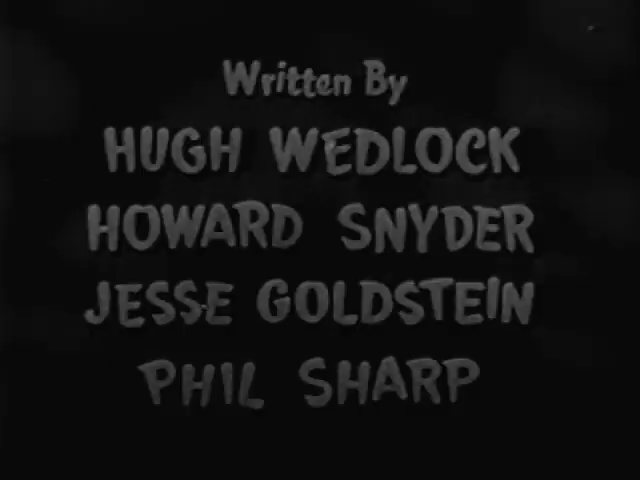 Written By
HUGH WEDLOCK
HOWARD SNYDER
JESSE GOLDSTEIN
PHIL SHARP